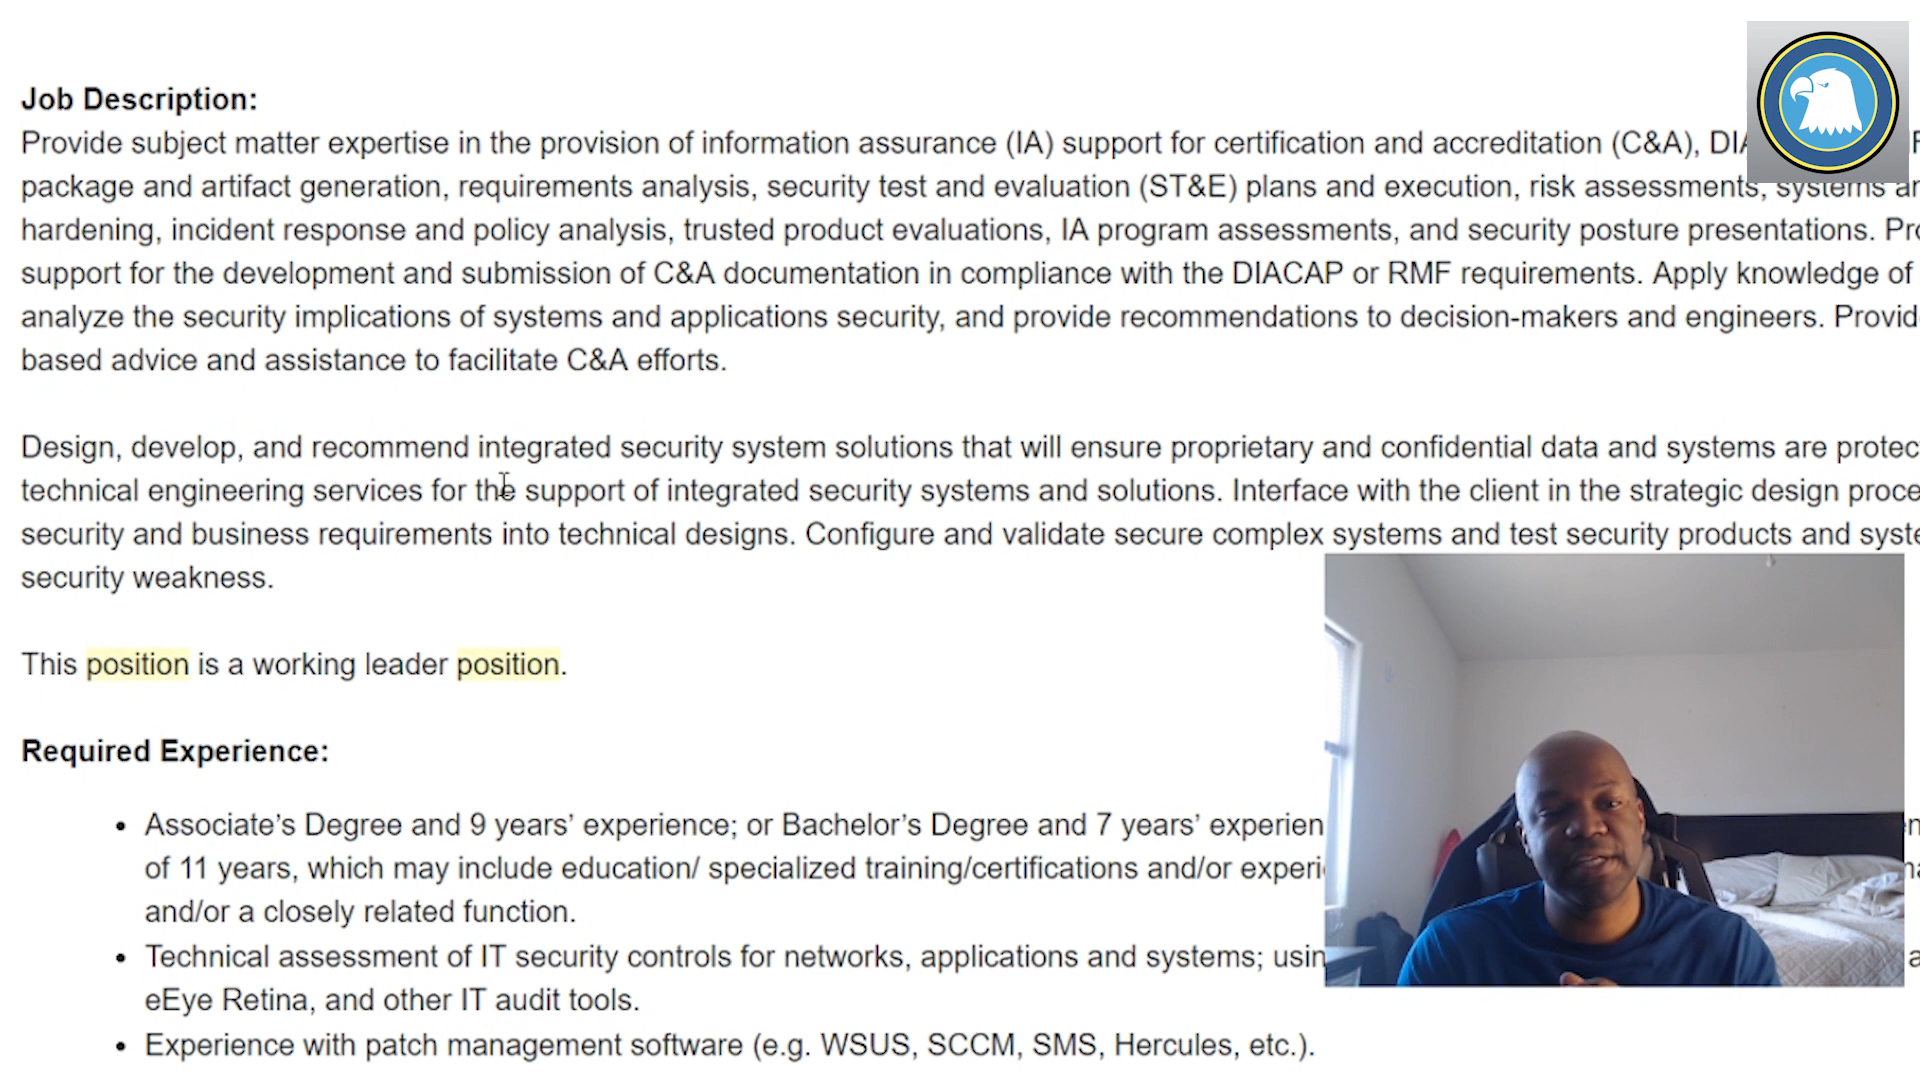 Job Description:
Provide subject matter expertise in the provision of information assurance (IA) support for certification and accreditation (C&A),
package and artifact generation, requirements analysis, security test and evaluation (ST&E) plans and execution, risk assessments, systems
hardening, incident response and policy analysis, trusted product evaluations, IA program assessments, and security posture presentations.
support for the development and submission of C&A documentation in compliance with the DIACAP or RMF requirements. Apply knowledge of
analyze the security implications of systems and applications security, and provide recommendations to decision-makers and engineers.
based advice and assistance to facilitate C&A efforts.
Design, develop, and recommend integrated security system solutions that will ensure proprietary and confidential data and systems are
technical engineering services for the support of integrated security systems and solutions. Interface with the client in the strategic design
security and business requirements into technical designs. Configure and validate secure complex systems and test security products and
security weakness.
This position is a working leader position.
Required Experience:
• Associate’s Degree and 9 years’ experience; or Bachelor’s Degree and 7 years’
of 11 years, which may include education/ specialized training/certifications and/or
and/or a closely related function.
• Technical assessment of IT security controls for networks, applications and systems;
eEye Retina, and other IT audit tools.
• Experience with patch management software (e.g. WSUS, SCCM, SMS, Hercules, etc.).